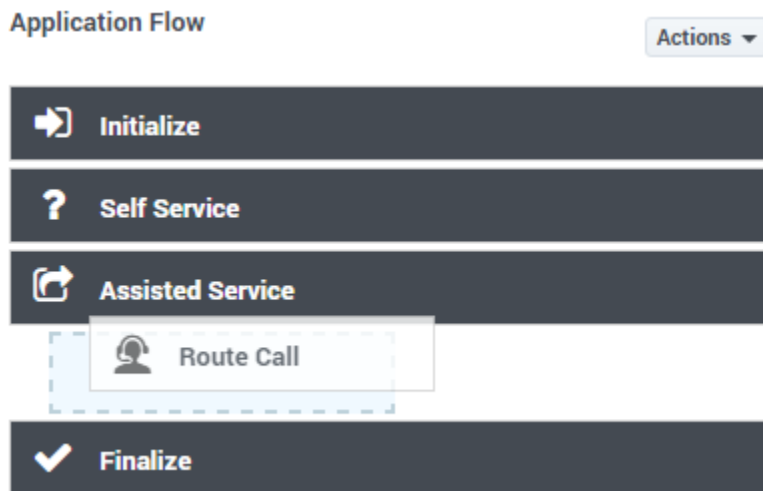 Application Flow
Actions
Initialize
Self Service
Assisted Service
Route Call
Finalize